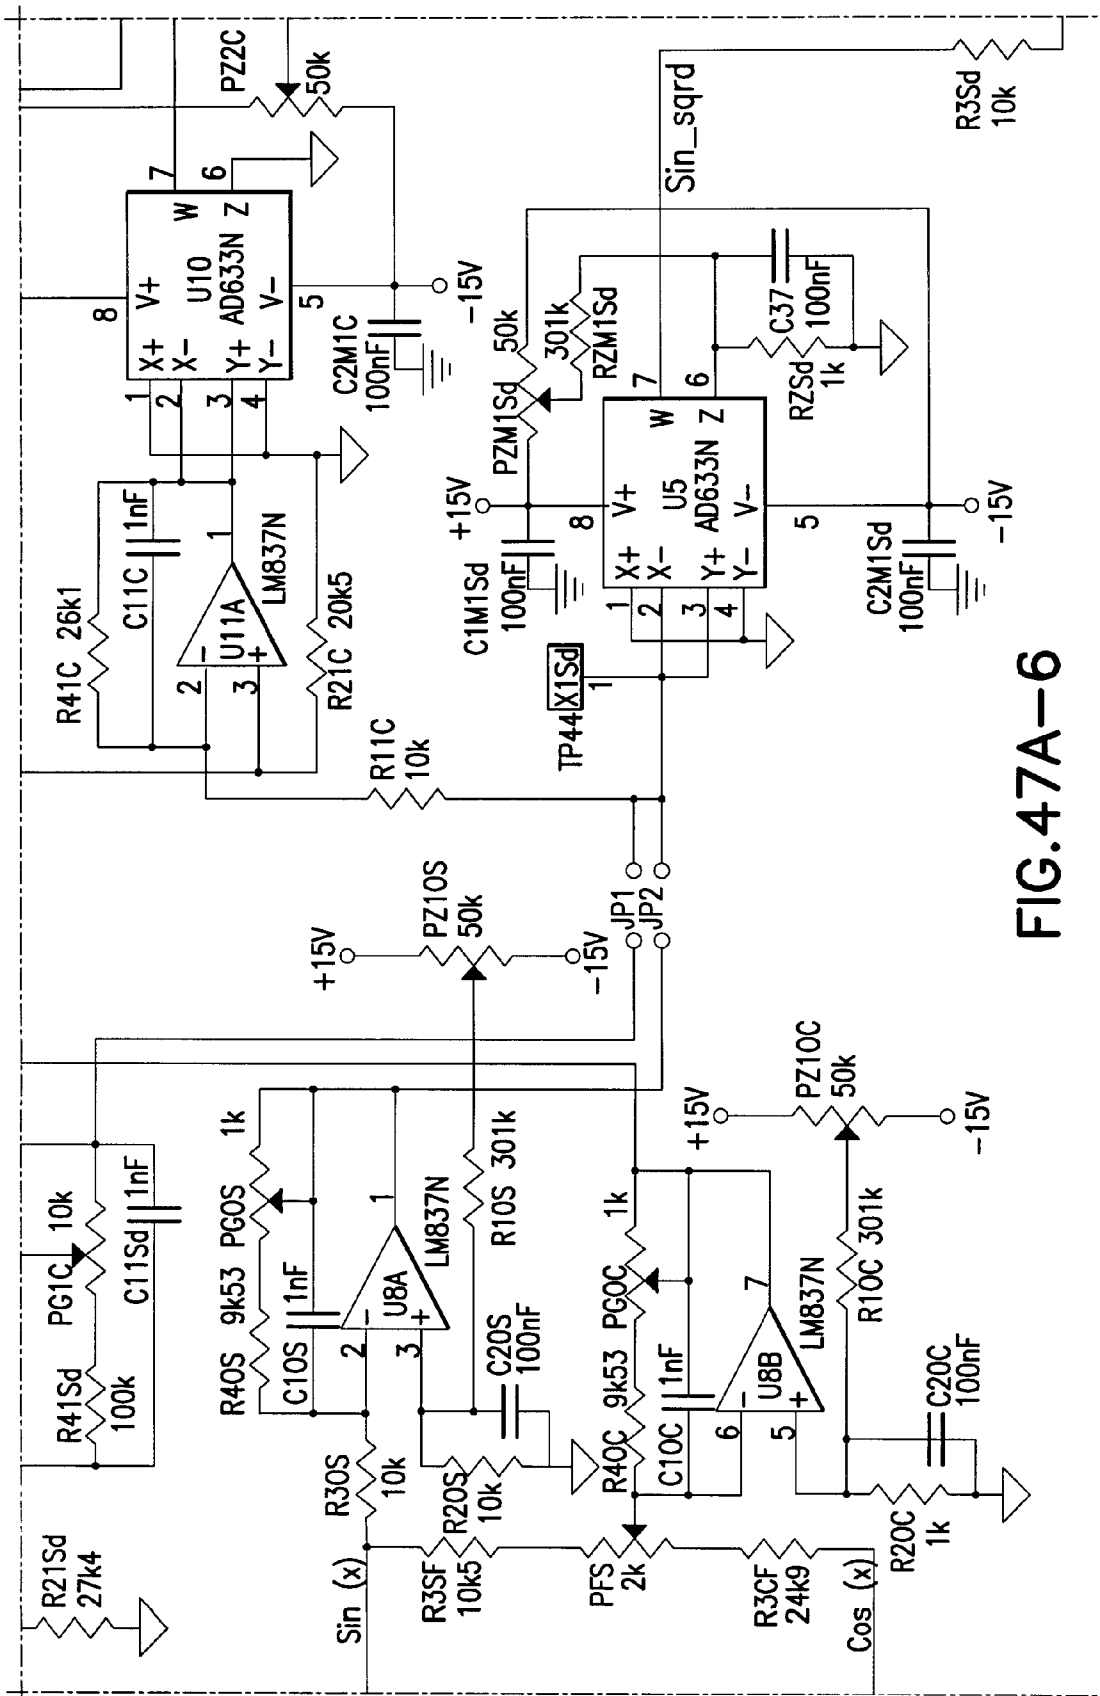 R21Sd
27k4
R41Sd
100k
PG1C
10k
C11Sd
1nF
Sin (x)
R3OS
10k
R4OS
9k53
PGOS
1k
C1OS
1nF
2
3
1
-
+
U8A
LM837N
R2OS
10k
C2OS
100nF
R1OS
301k
+15V
PZ1OS
50k
-15V
R3SF
10k5
PFS
2k
R3CF
24k9
Cos (x)
R4OC
9k53
PGOC
1k
C1OC
1nF
6
5
7
-
+
U8B
LM837N
R2OC
1k
C2OC
100nF
R1OC
301k
+15V
PZ1OC
50k
-15V
JP1
JP2
R11C
10k
R41C
26k1
C11C
1nF
2
3
1
-
+
U11A
LM837N
R21C
20k5
1
2
3
4
X+
X-
Y+
Y-
8
V+
U10
AD633N
V-
5
W
Z
7
6
C2M1C
100nF
-15V
PZ2C
50k
TP44
X1Sd
1
C1M1Sd
100nF
+15V
PZM1Sd
50k
301k
RZM1Sd
1
2
3
4
X+
X-
Y+
Y-
8
V+
U5
AD633N
V-
5
W
Z
7
6
RZSd
1k
C37
100nF
C2M1Sd
100nF
-15V
Sin_sqrd
R3Sd
10k
FIG.47A-6